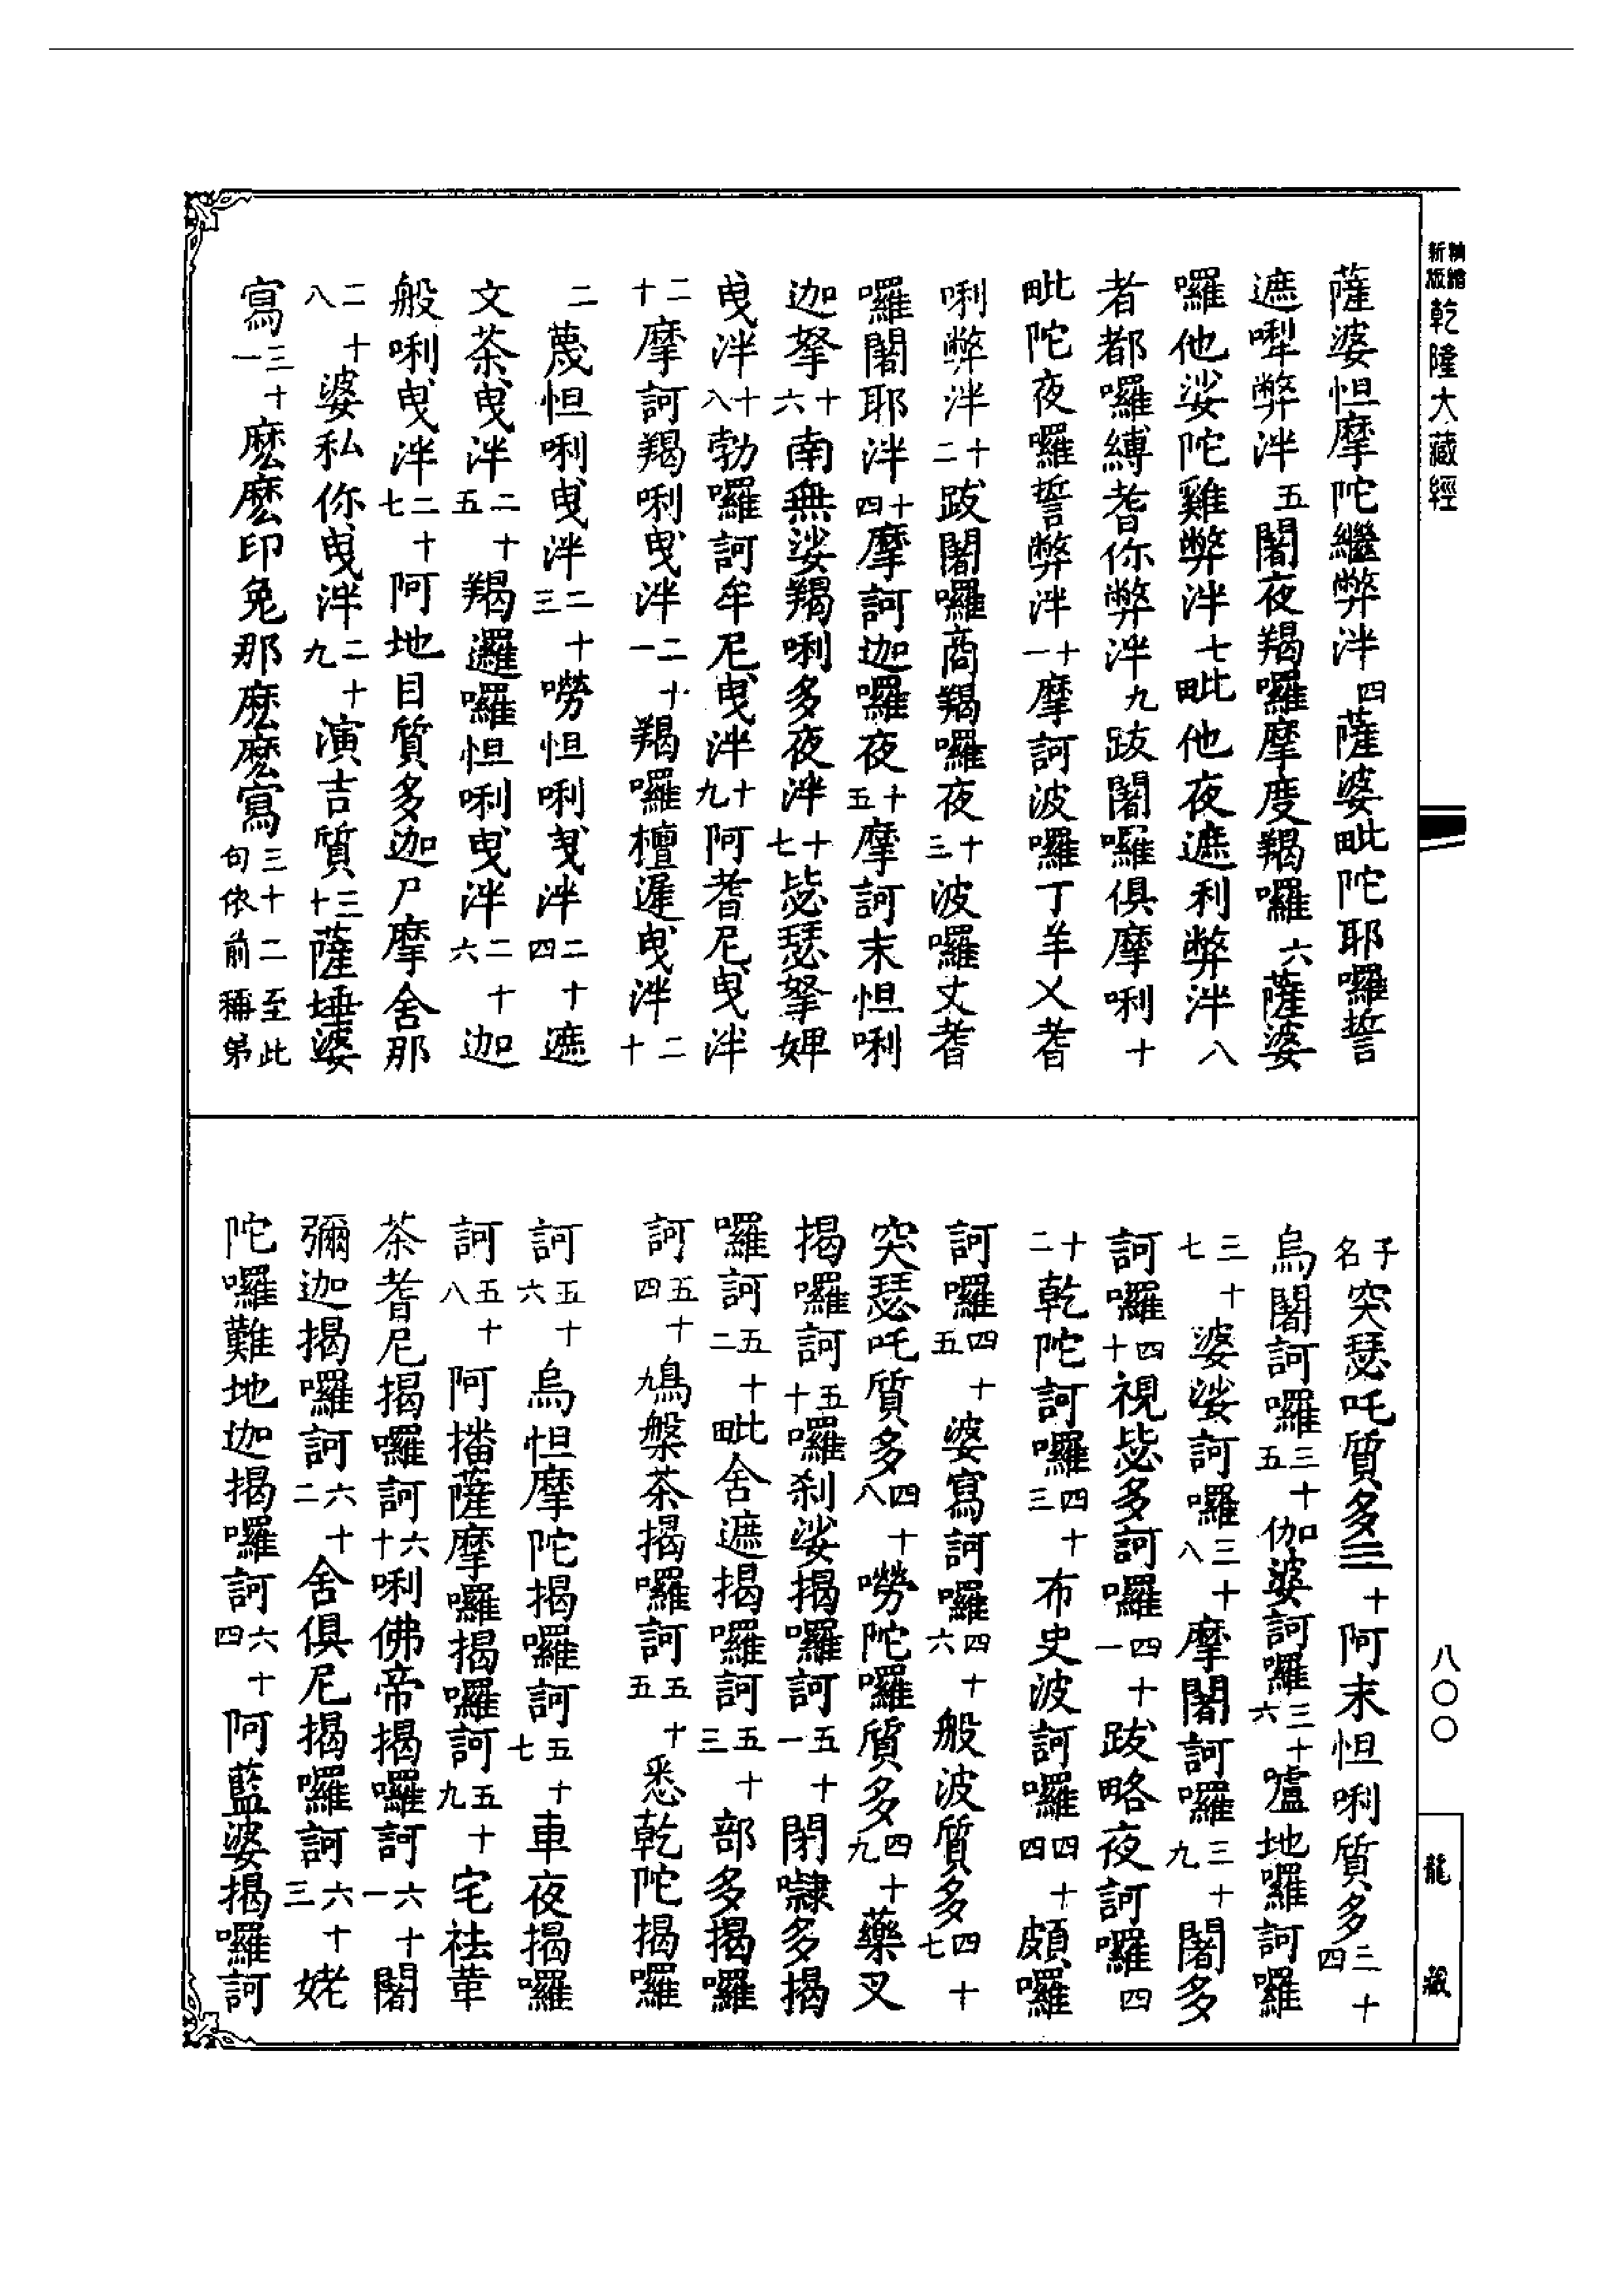 新編縮版 乾隆大藏經
薩婆怛摩陀繼弊泮四薩婆毗陀耶囉誓
遮㘑弊泮五闍夜羯囉摩度羯囉六薩婆
囉他娑陀雞弊泮七毗他夜遮利弊泮八
者都囉縛耆你弊泮九跋闍囉俱摩唎十
毗陀夜囉誓弊泮十一摩訶波囉丁羊乂耆
唎弊泮十二跋闍囉商羯囉夜十三波囉丈耆
囉闍耶泮十四摩訶迦囉夜十五摩訶末怛唎
迦拏十六南無娑羯唎多夜泮十七毖瑟拏婢
曳泮十八勃囉訶牟尼曳泮十九阿耆尼曳泮
二十摩訶羯唎曳泮二十一羯囉檀遲曳泮二十
二蔑怛唎曳泮二十三嘮怛唎曳泮二十四遮
文茶曳泮二十五羯邏囉怛唎曳泮二十六迦
般唎曳泮二十七阿地目質多迦尸摩舍那
二十八婆私你曳泮二十九演吉質三十薩埵婆
寫三十一麽麽印兔那麽麽寫三十二至此句依前稱弟
子名突瑟吒質多三十三阿末怛唎質多三十四
烏闍訶囉三十五伽婆訶囉三十六嚧地囉訶囉
三十七婆娑訶囉三十八摩闍訶囉三十九闍多
訶囉四十視毖多訶囉四十一跋略夜訶囉四
十二乾陀訶囉四十三布史波訶囉四十四頗囉
訶囉四十五婆寫訶囉四十六般波質多四十七
突瑟吒質多四十八嘮陀囉質多四十九藥叉
揭囉訶五十囉剎娑揭囉訶五十一閉㘑多揭
囉訶五十二毗舍遮揭囉訶五十三部多揭囉
訶五十四鳩槃茶揭囉訶五十五悉乾陀揭囉
訶五十六烏怛摩陀揭囉訶五十七車夜揭囉
訶五十八阿播薩摩囉揭囉訶五十九宅祛革
茶耆尼揭囉訶六十唎佛帝揭囉訶六十一闍
彌迦揭囉訶六十二舍俱尼揭囉訶六十三姥
陀囉難地迦揭囉訶六十四阿藍婆揭囉訶
八〇〇
龍藏